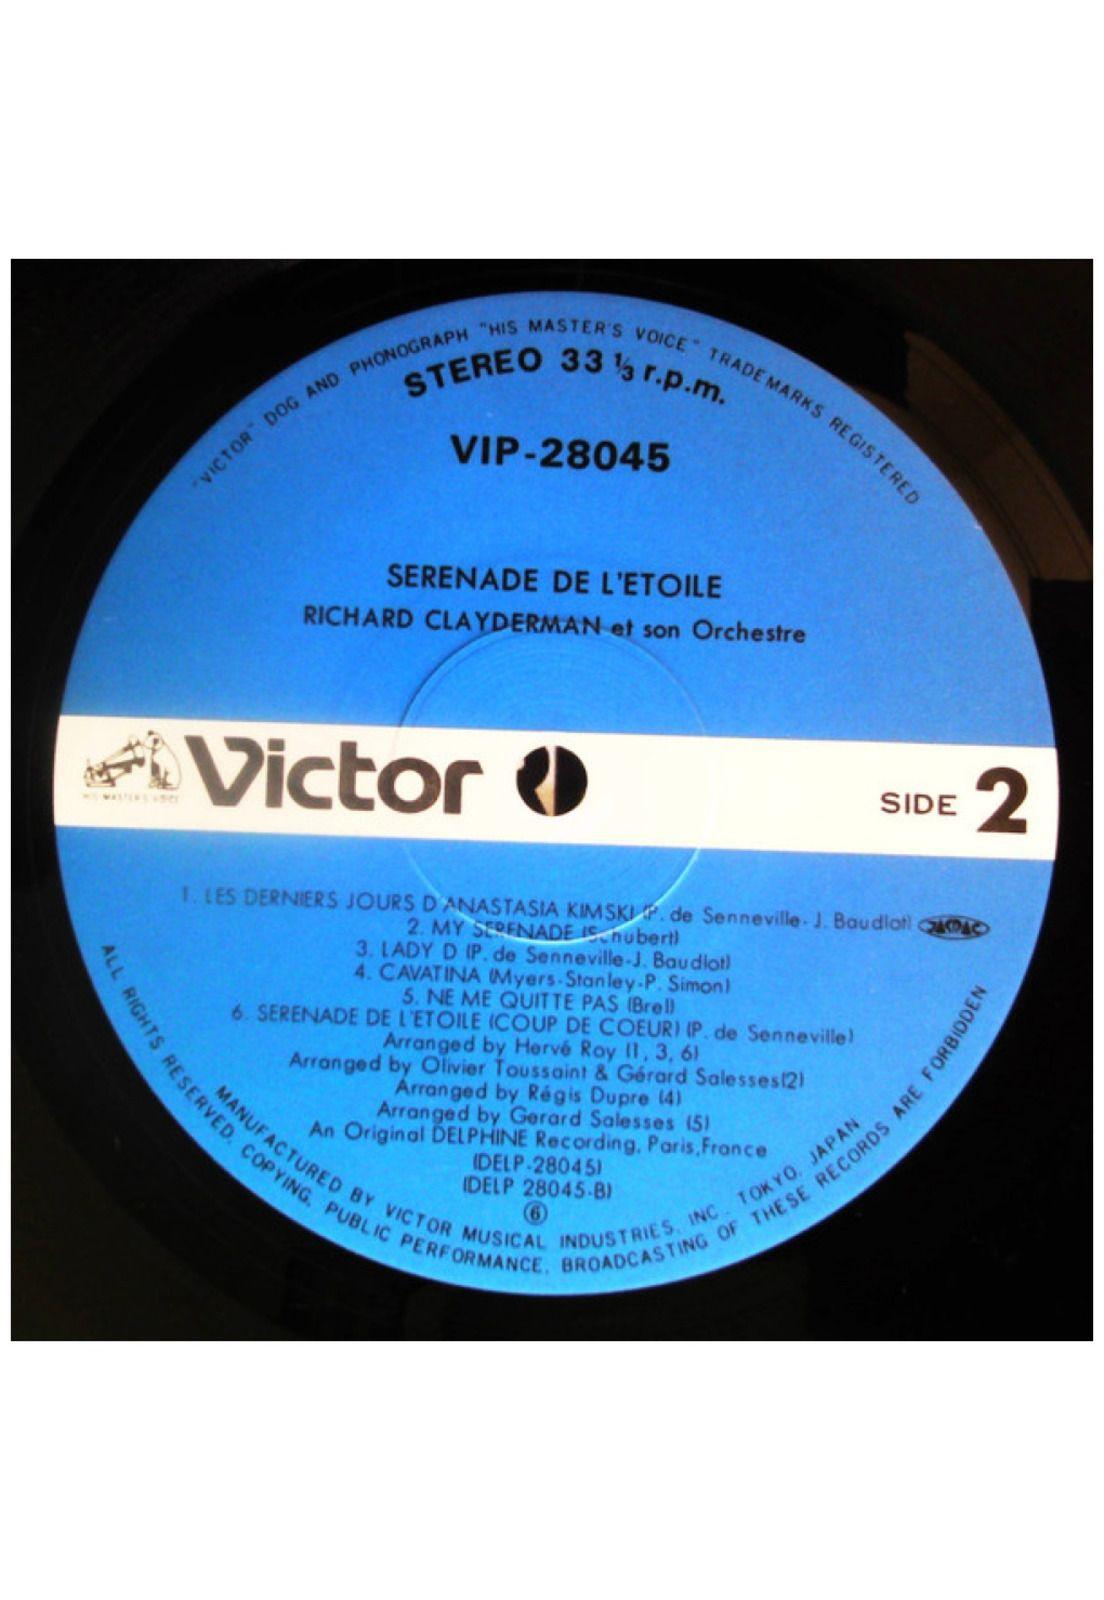 "VICTOR" DOG AND PHONOGRAPH "HIS MASTER'S VOICE" TRADEMARKS REGISTERED
STEREO 33 1/3 r.p.m.
VIP-28045
SERENADE DE L'ETOILE
RICHARD CLAYDERMAN et son Orchestre
HIS MASTER'S VOICE
Victor
SIDE 2
1. LES DERNIERS JOURS D'ANASTASIA KIMSKI (P. de Senneville- J. Baudlot) JASRAC
2. MY SERENADE (Schubert)
3. LADY D (P. de Senneville-J. Baudlot)
4. CAVATINA (Myers-Stanley-P. Simon)
5. NE ME QUITTE PAS (Brel)
6. SERENADE DE L'ETOILE (COUP DE COEUR) (P. de Senneville)
Arranged by Hervé Roy (1, 3, 6)
Arranged by Olivier Toussaint & Gérard Salesses(2)
Arranged by Régis Dupre (4)
Arranged by Gerard Salesses (5)
An Original DELPHINE Recording, Paris,France
(DELP-28045)
(DELP 28045-B)
⑥
MANUFACTURED BY VICTOR MUSICAL INDUSTRIES, INC., TOKYO, JAPAN
ALL RIGHTS RESERVED. COPYING, PUBLIC PERFORMANCE, BROADCASTING OF THESE RECORDS ARE FORBIDDEN